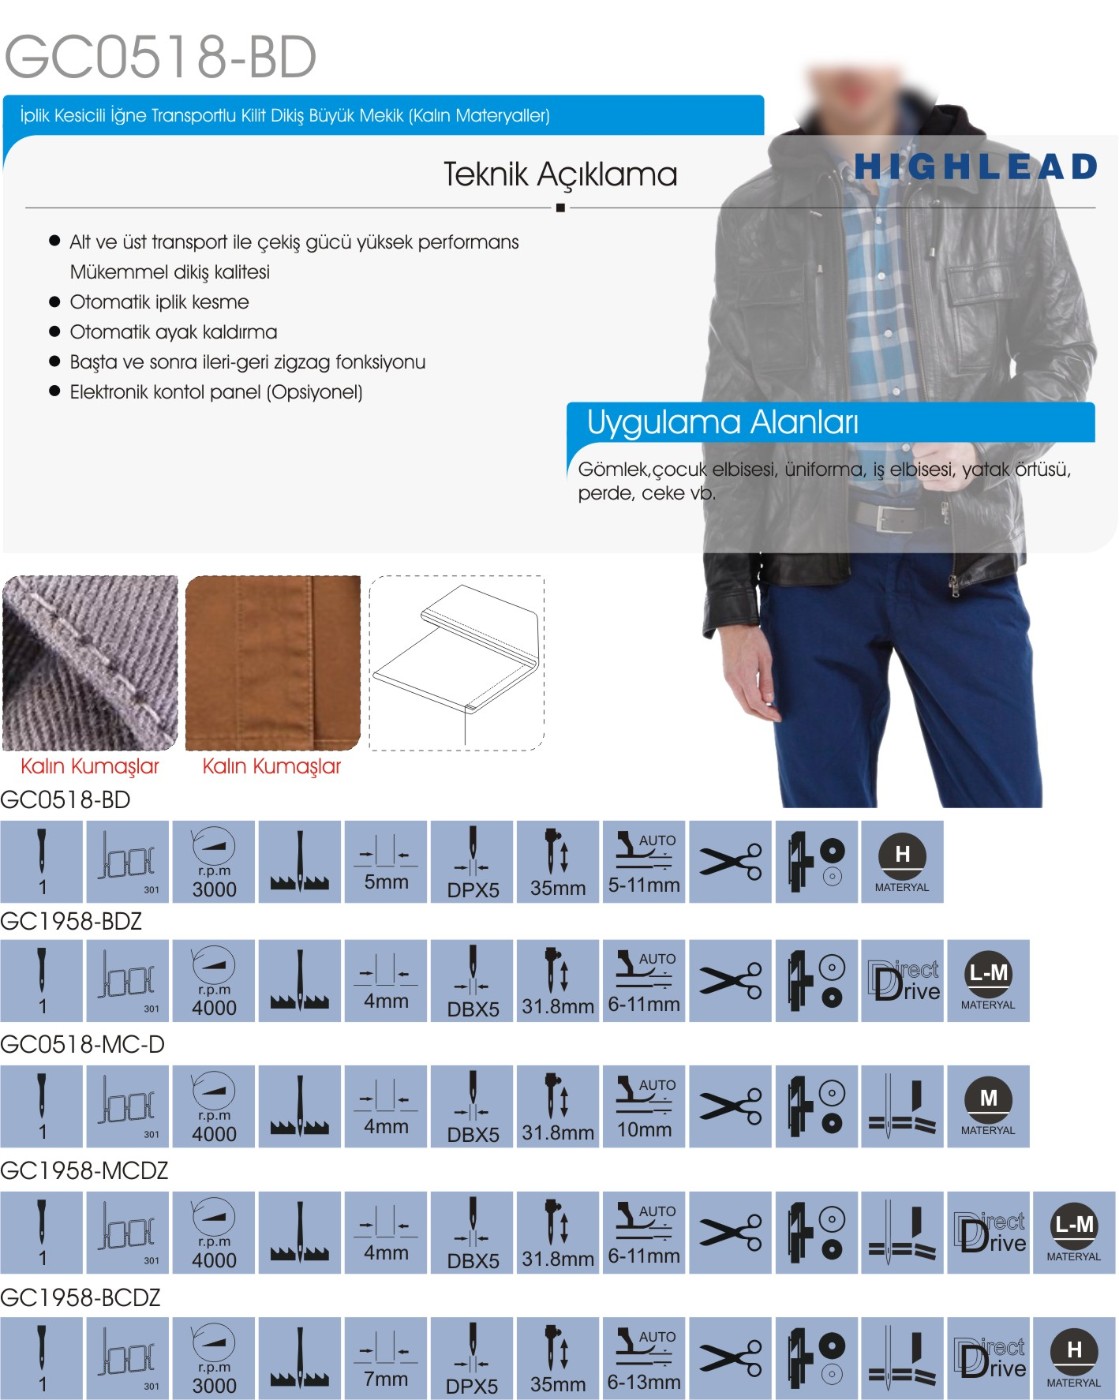 GC0518-BD
İplik Kesicili İğne Transportlu Kilit Dikiş Büyük Mekik (Kalın Materyaller)
Teknik Açıklama
HIGHLEAD
Alt ve üst transport ile çekiş gücü yüksek performans
Mükemmel dikiş kalitesi
Otomatik iplik kesme
Otomatik ayak kaldırma
Başta ve sonra ileri-geri zigzag fonksiyonu
Elektronik kontol panel (Opsiyonel)
Uygulama Alanları
Gömlek,çocuk elbisesi, üniforma, iş elbisesi, yatak örtüsü,
perde, ceke vb.
Kalın Kumaşlar Kalın Kumaşlar
GC0518-BD
1 301 r.p.m 3000 5mm DPX5 35mm AUTO 5-11mm H MATERYAL
GC1958-BDZ
1 301 r.p.m 4000 4mm DBX5 31.8mm AUTO 6-11mm Direct Drive L-M MATERYAL
GC0518-MC-D
1 301 r.p.m 4000 4mm DBX5 31.8mm AUTO 10mm M MATERYAL
GC1958-MCDZ
1 301 r.p.m 4000 4mm DBX5 31.8mm AUTO 6-11mm Direct Drive L-M MATERYAL
GC1958-BCDZ
1 301 r.p.m 3000 7mm DPX5 35mm AUTO 6-13mm Direct Drive H MATERYAL